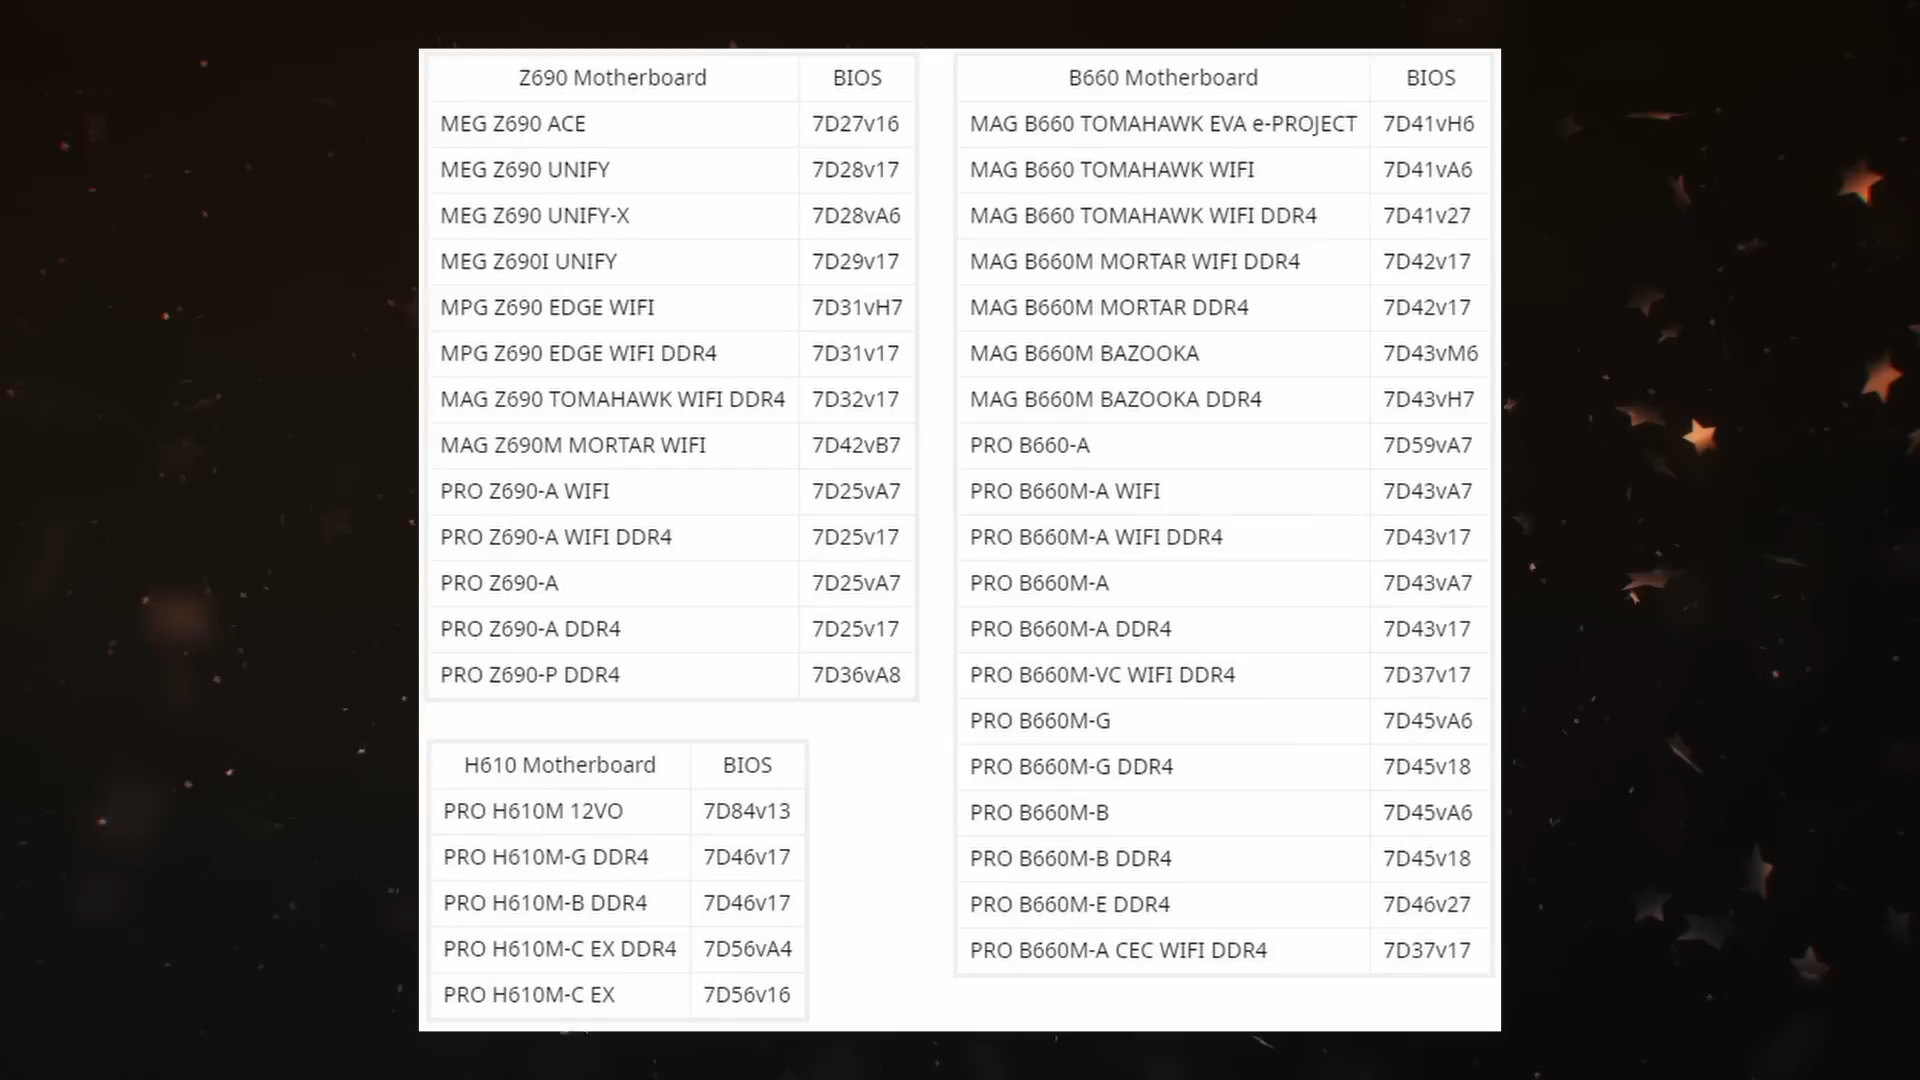 Z690 Motherboard BIOS
MEG Z690 ACE 7D27v16
MEG Z690 UNIFY 7D28v17
MEG Z690 UNIFY-X 7D28vA6
MEG Z690I UNIFY 7D29v17
MPG Z690 EDGE WIFI 7D31vH7
MPG Z690 EDGE WIFI DDR4 7D31v17
MAG Z690 TOMAHAWK WIFI DDR4 7D32v17
MAG Z690M MORTAR WIFI 7D42vB7
PRO Z690-A WIFI 7D25vA7
PRO Z690-A WIFI DDR4 7D25v17
PRO Z690-A 7D25vA7
PRO Z690-A DDR4 7D25v17
PRO Z690-P DDR4 7D36vA8
H610 Motherboard BIOS
PRO H610M 12VO 7D84v13
PRO H610M-G DDR4 7D46v17
PRO H610M-B DDR4 7D46v17
PRO H610M-C EX DDR4 7D56vA4
PRO H610M-C EX 7D56v16
B660 Motherboard BIOS
MAG B660 TOMAHAWK EVA e-PROJECT 7D41vH6
MAG B660 TOMAHAWK WIFI 7D41vA6
MAG B660 TOMAHAWK WIFI DDR4 7D41v27
MAG B660M MORTAR WIFI DDR4 7D42v17
MAG B660M MORTAR DDR4 7D42v17
MAG B660M BAZOOKA 7D43vM6
MAG B660M BAZOOKA DDR4 7D43vH7
PRO B660-A 7D59vA7
PRO B660M-A WIFI 7D43vA7
PRO B660M-A WIFI DDR4 7D43v17
PRO B660M-A 7D43vA7
PRO B660M-A DDR4 7D43v17
PRO B660M-VC WIFI DDR4 7D37v17
PRO B660M-G 7D45vA6
PRO B660M-G DDR4 7D45v18
PRO B660M-B 7D45vA6
PRO B660M-B DDR4 7D45v18
PRO B660M-E DDR4 7D46v27
PRO B660M-A CEC WIFI DDR4 7D37v17